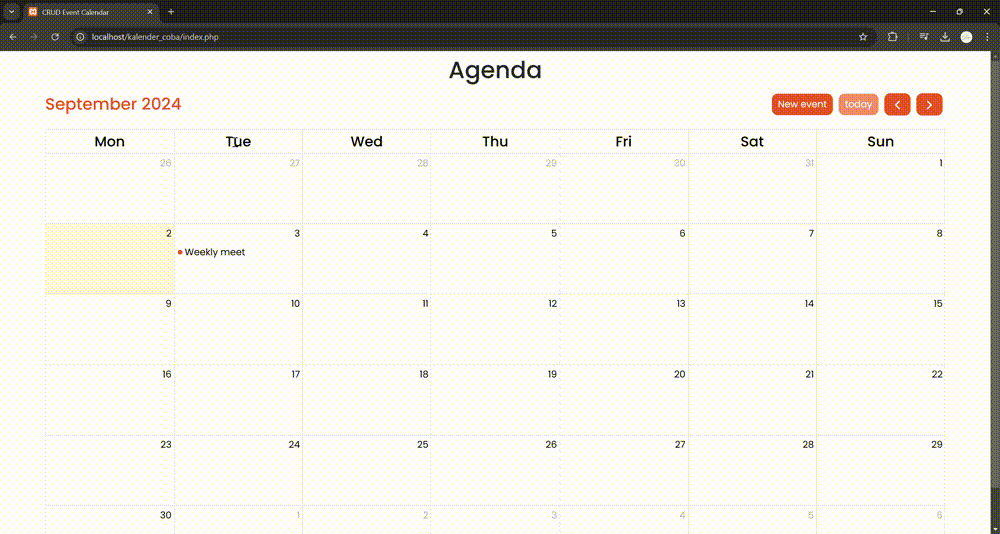 CRUD Event Calendar
localhost/kalender_coba/index.php
Agenda
September 2024
New event today
Mon Tue Wed Thu Fri Sat Sun
26 27 28 29 30 31 1
2 3 4 5 6 7 8
Weekly meet
9 10 11 12 13 14 15
16 17 18 19 20 21 22
23 24 25 26 27 28 29
30 1 2 3 4 5 6